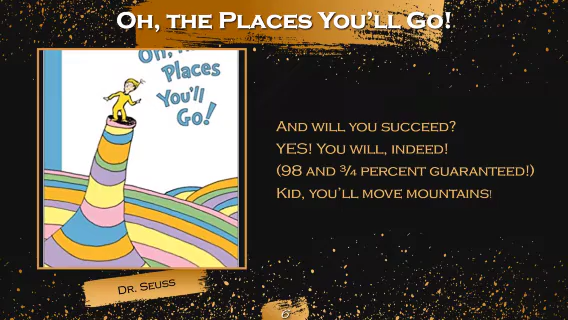 Oh, the Places You'll Go!
Places
You'll
Go!
And will you succeed?
YES! You will, indeed!
(98 and ¾ percent guaranteed!)
Kid, you'll move mountains!
Dr. Seuss
6